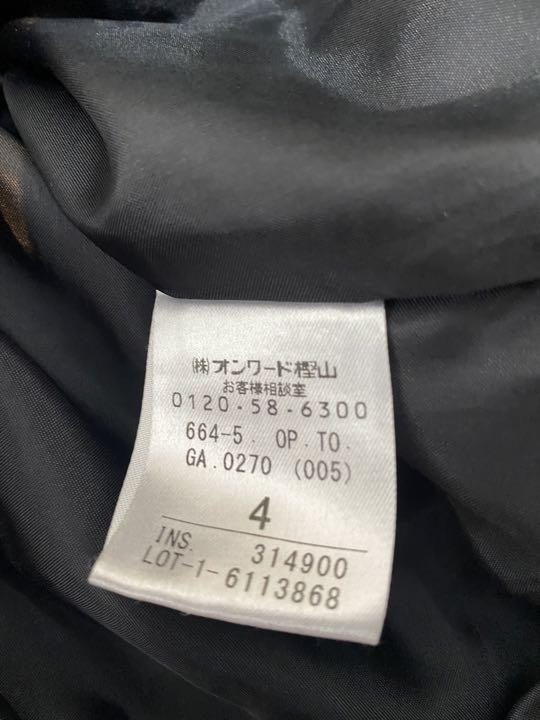 ㈱オンワード樫山
お客様相談室
0120-58-6300
664-5. OP.TO.
GA.0270 (005)
4
INS. 314900
LOT-1-6113868